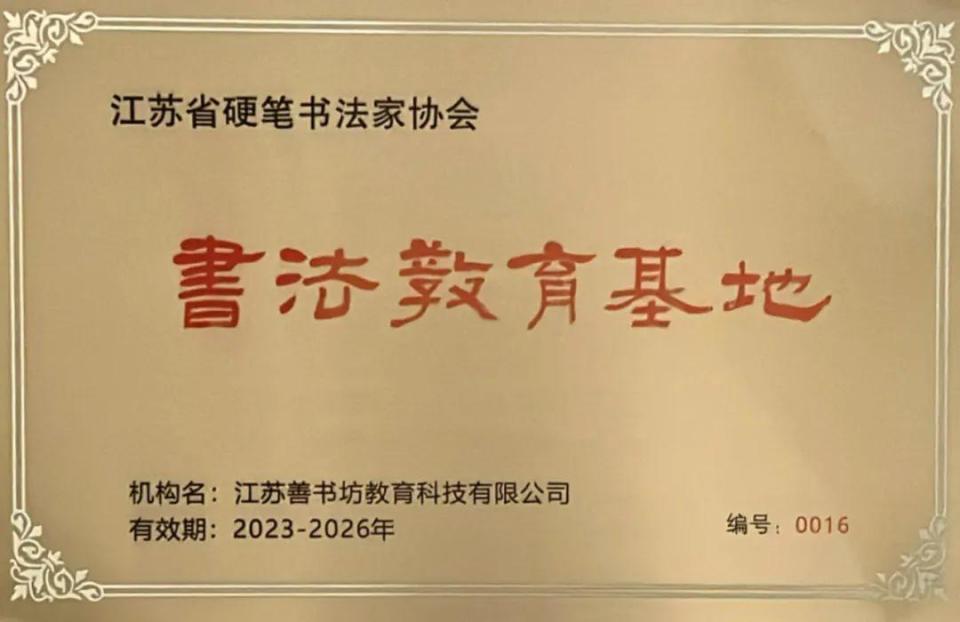 江苏省硬笔书法家协会
書法教育基地
机构名：江苏善书坊教育科技有限公司
有效期：2023-2026年
编号：0016